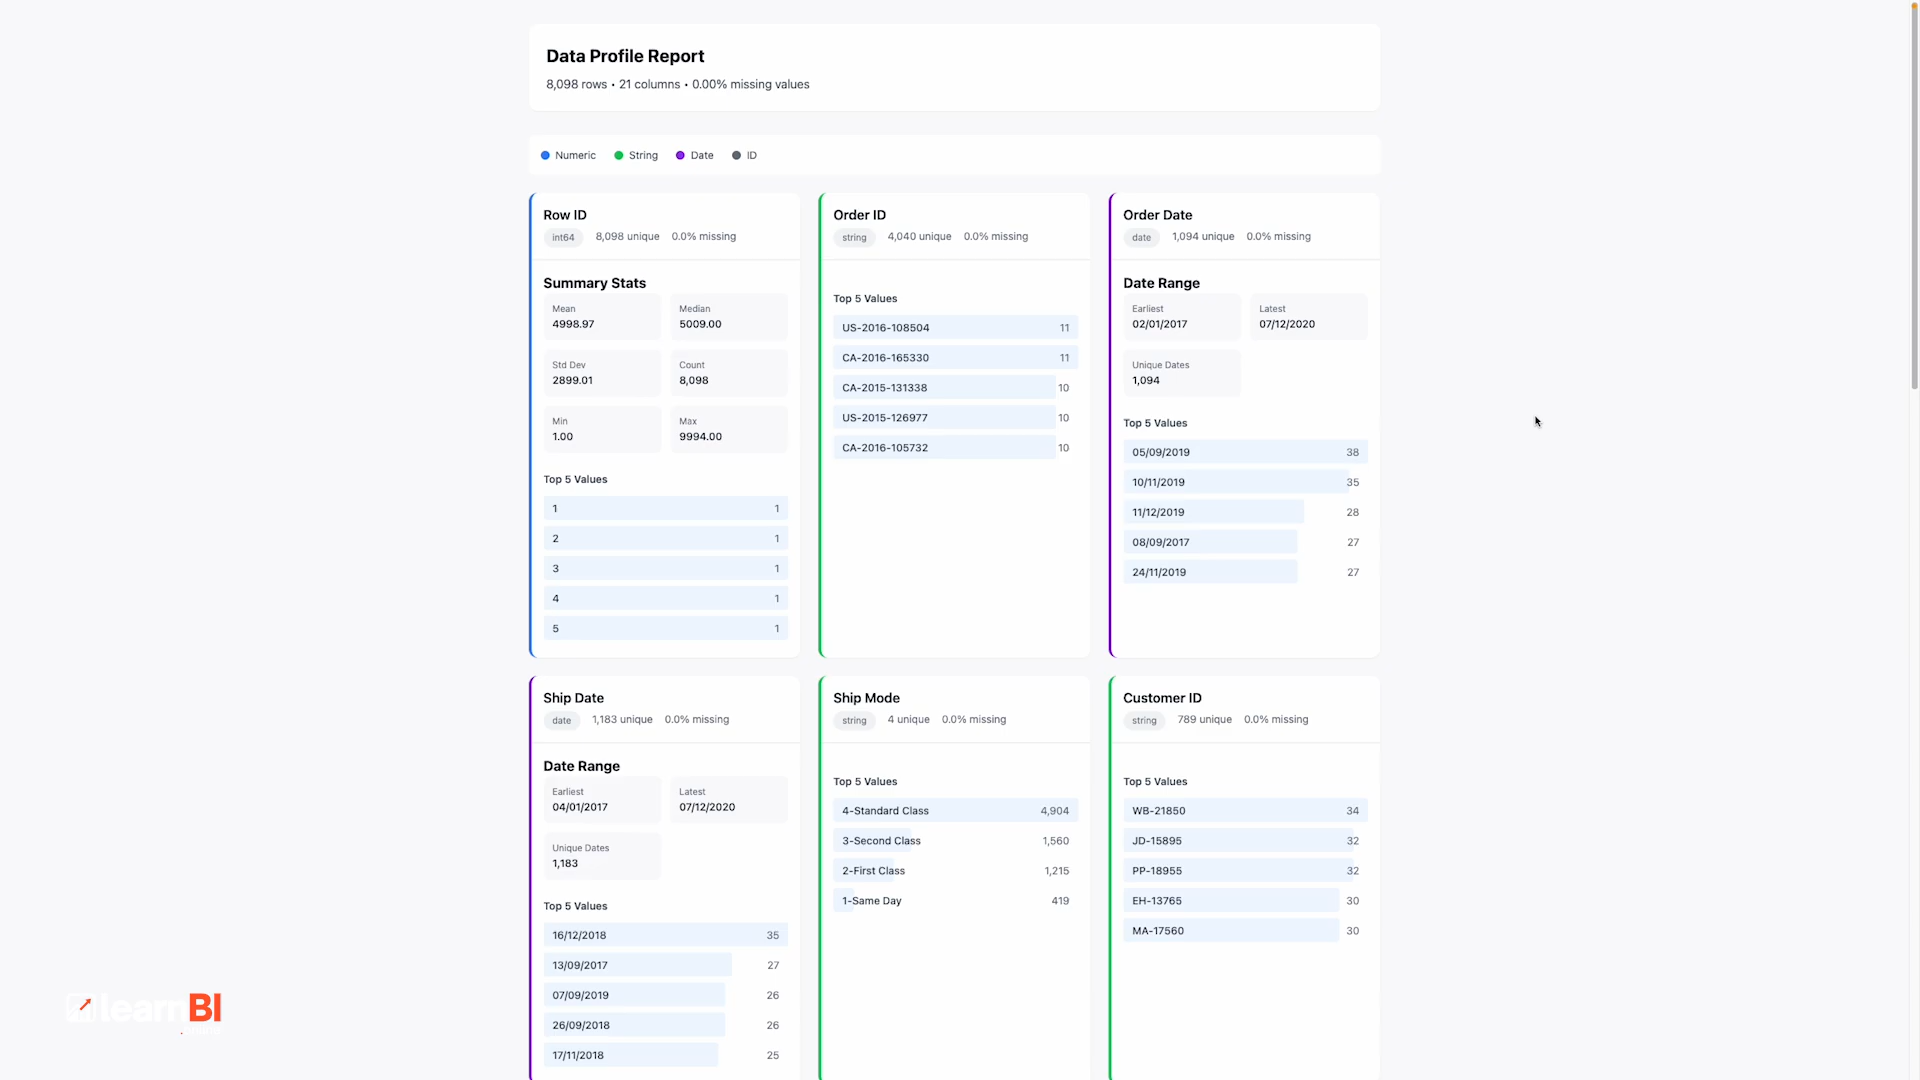 Data Profile Report
8,098 rows • 21 columns • 0.00% missing values
Numeric String Date ID
Row ID
int64 8,098 unique 0.0% missing
Summary Stats
Mean Median
4998.97 5009.00
Std Dev Count
2899.01 8,098
Min Max
1.00 9994.00
Top 5 Values
1 1
2 1
3 1
4 1
5 1
Order ID
string 4,040 unique 0.0% missing
Top 5 Values
US-2016-108504 11
CA-2016-165330 11
CA-2015-131338 10
US-2015-126977 10
CA-2016-105732 10
Order Date
date 1,094 unique 0.0% missing
Date Range
Earliest Latest
02/01/2017 07/12/2020
Unique Dates
1,094
Top 5 Values
05/09/2019 38
10/11/2019 35
11/12/2019 28
08/09/2017 27
24/11/2019 27
Ship Date
date 1,183 unique 0.0% missing
Date Range
Earliest Latest
04/01/2017 07/12/2020
Unique Dates
1,183
Top 5 Values
16/12/2018 35
13/09/2017 27
07/09/2019 26
26/09/2018 26
17/11/2018 25
Ship Mode
string 4 unique 0.0% missing
Top 5 Values
4-Standard Class 4,904
3-Second Class 1,560
2-First Class 1,215
1-Same Day 419
Customer ID
string 789 unique 0.0% missing
Top 5 Values
WB-21850 34
JD-15895 32
PP-18955 32
EH-13765 30
MA-17560 30
learnBI